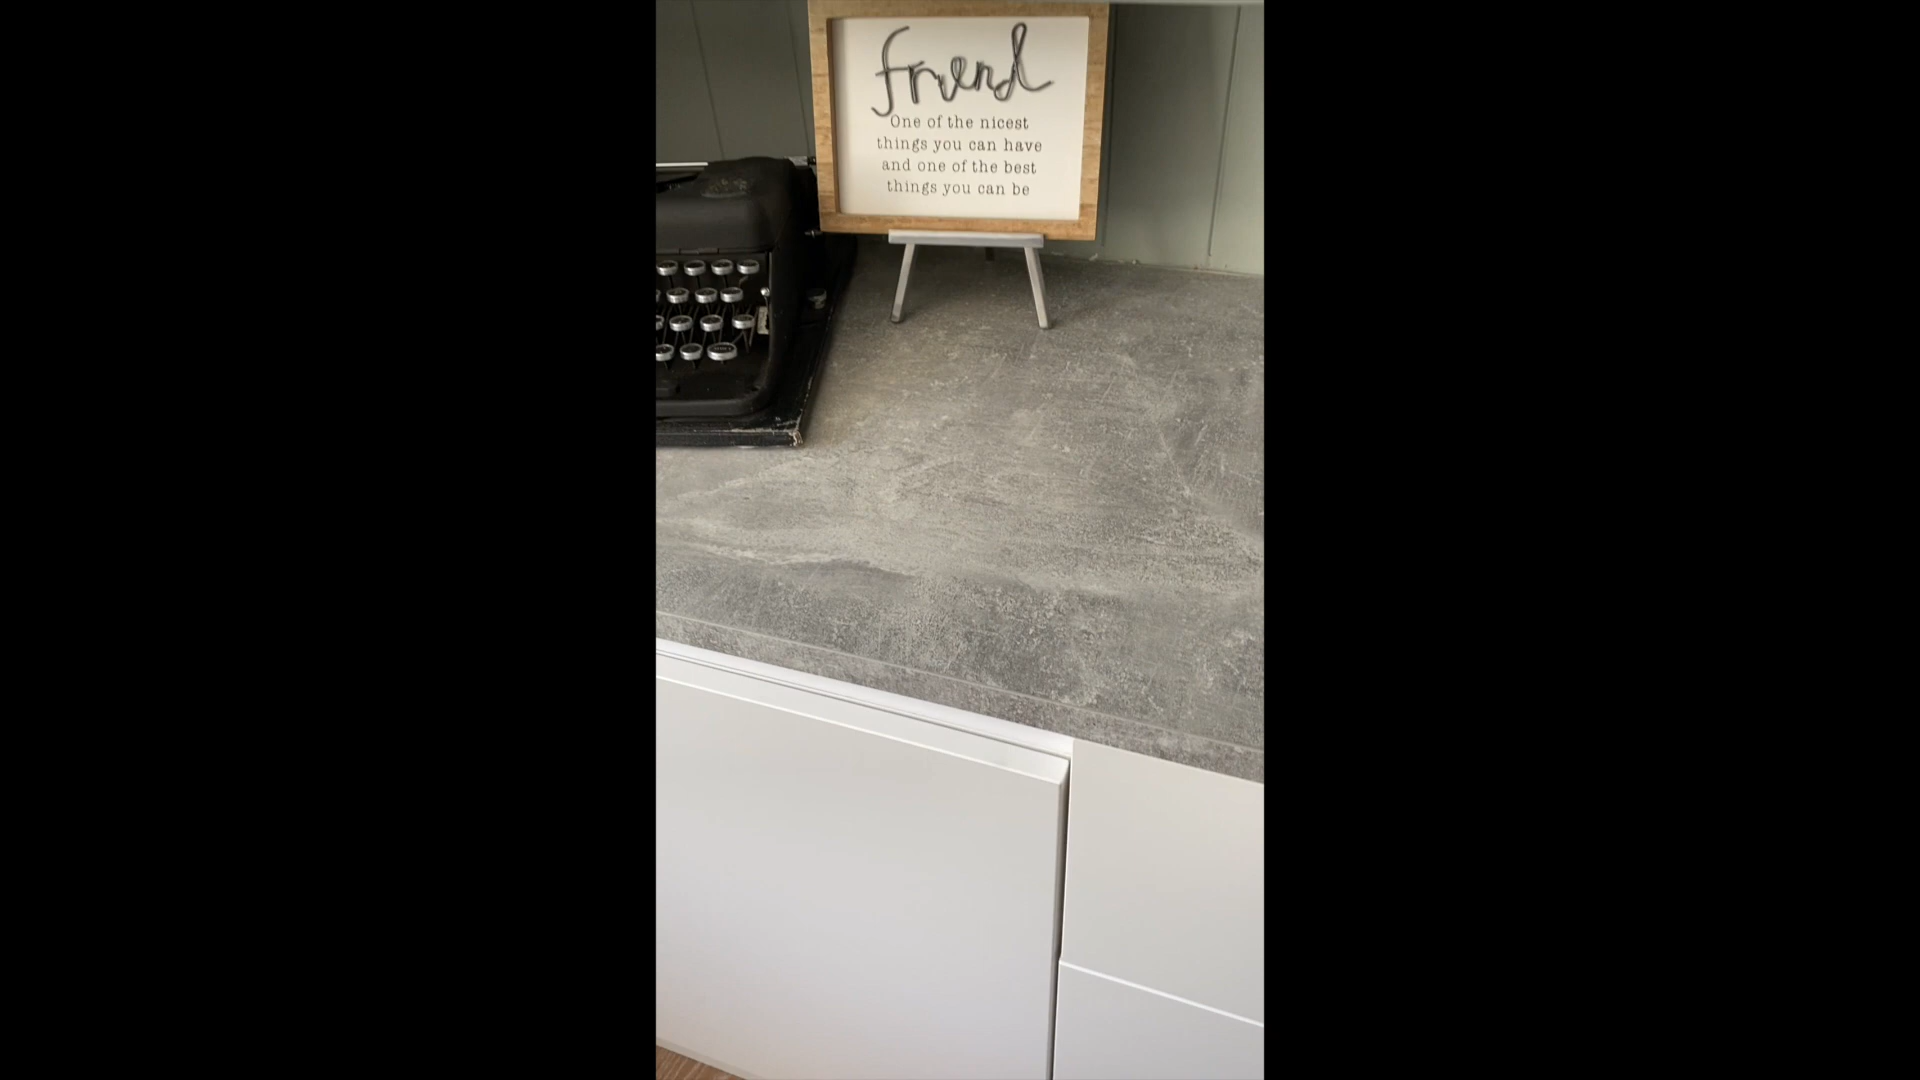 friend
One of the nicest
things you can have
and one of the best
things you can be